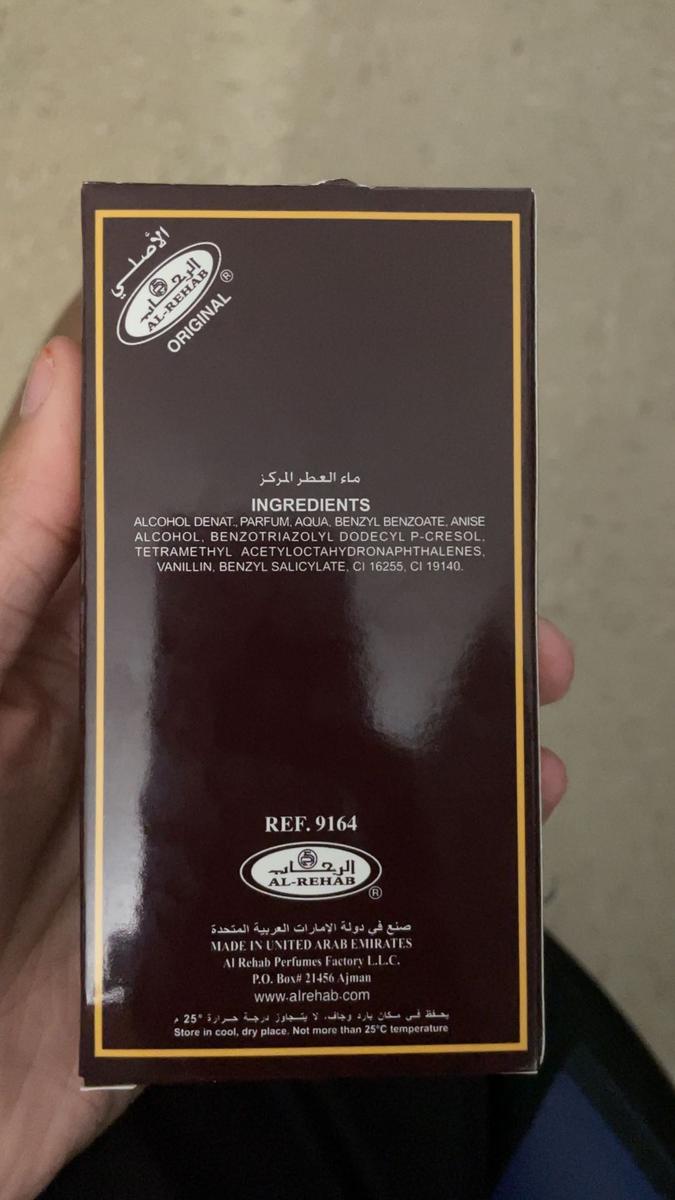 الأصلي
الرحاب
AL-REHAB
®
ORIGINAL
ماء العطر المركز
INGREDIENTS
ALCOHOL DENAT., PARFUM, AQUA, BENZYL BENZOATE, ANISE
ALCOHOL, BENZOTRIAZOLYL DODECYL P-CRESOL,
TETRAMETHYL ACETYLOCTAHYDRONAPHTHALENES,
VANILLIN, BENZYL SALICYLATE, CI 16255, CI 19140.
REF. 9164
الرحاب
AL-REHAB
®
صنع في دولة الامارات العربية المتحدة
MADE IN UNITED ARAB EMIRATES
Al Rehab Perfumes Factory L.L.C.
P.O. Box# 21456 Ajman
www.alrehab.com
يحفظ في مكان بارد وجاف، لا يتجاوز درجة حرارة 25° م
Store in cool, dry place. Not more than 25°C temperature